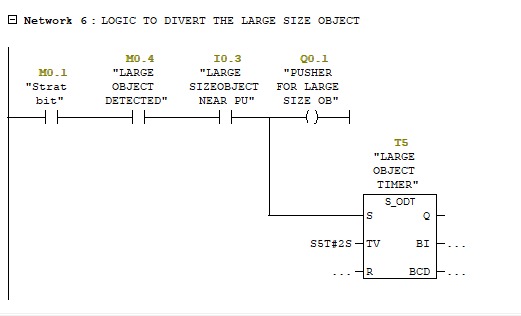 Network 6 : LOGIC TO DIVERT THE LARGE SIZE OBJECT
M0.1
"Strat
bit"
M0.4
"LARGE
OBJECT
DETECTED"
I0.3
"LARGE
SIZEOBJECT
NEAR PU"
Q0.1
"PUSHER
FOR LARGE
SIZE OB"
T5
"LARGE
OBJECT
TIMER"
S_ODT
S Q
S5T#2S TV BI ...
... R BCD ...